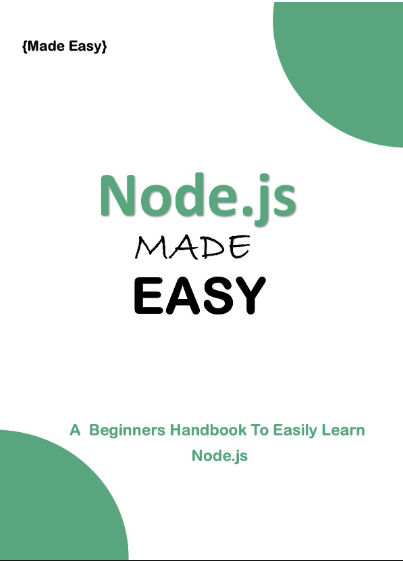 {Made Easy}
Node.js
MADE
EASY
A Beginners Handbook To Easily Learn
Node.js